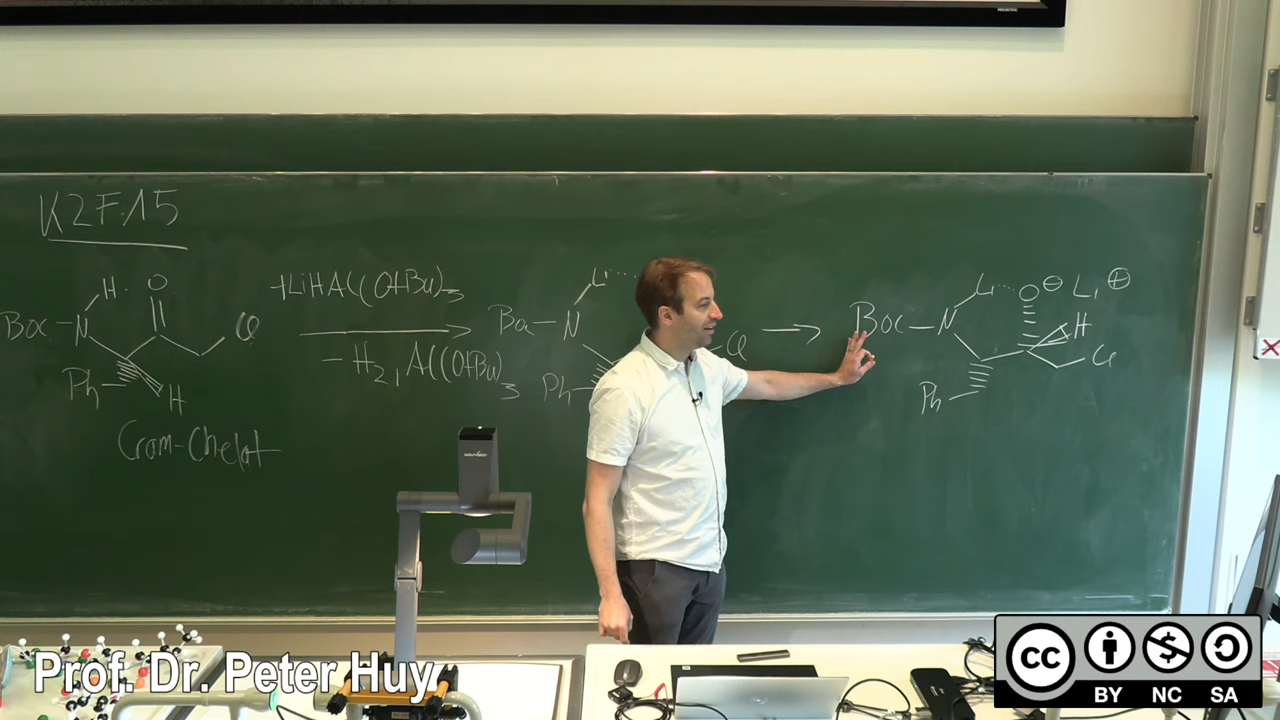 K2F.15
H O
+LiHAl(OtBu)3
Boc-N Cl
- H2, Al(OtBu)3
Ph H
Cram-Chelat
Li
Boc-N Cl
Ph
Li O⊖ Li⊕
Boc-N H
Cl
Ph
Prof. Dr. Peter Huy
cc
BY NC SA